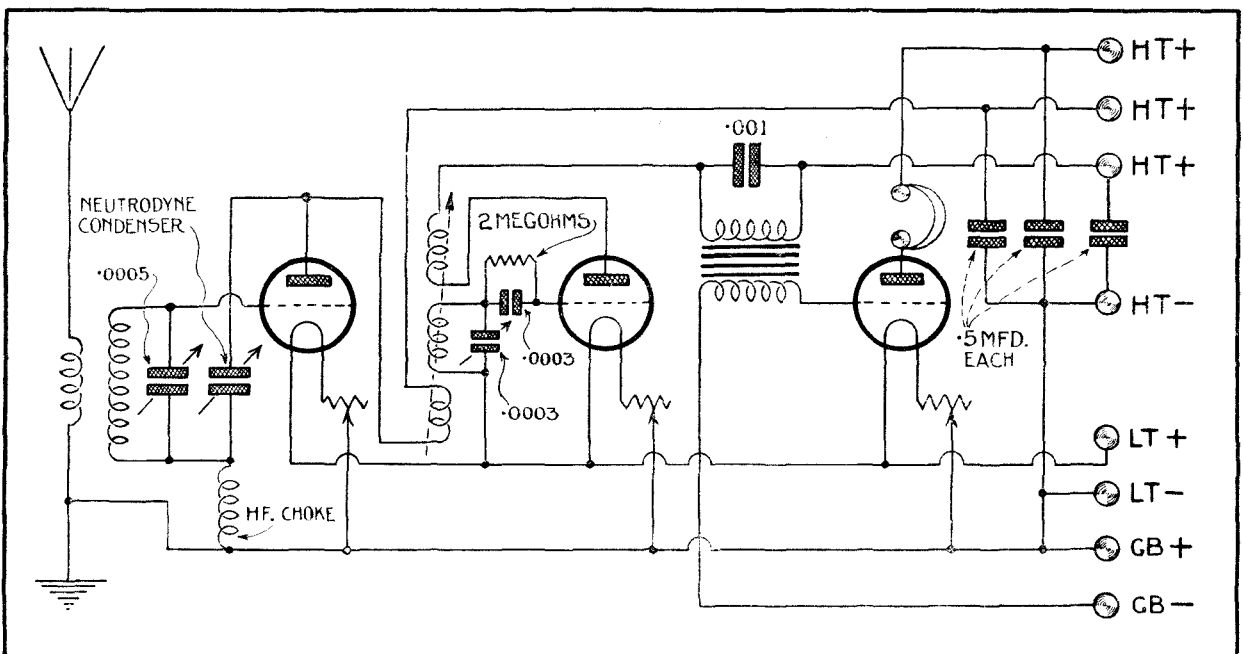 HT+
HT+
·001
HT+
NEUTRODYNE
CONDENSER
2 MEGOHMS
·0005
HT-
·0003
·5 MFD.
EACH
·0003
LT+
LT-
H.F. CHOKE
GB+
GB-